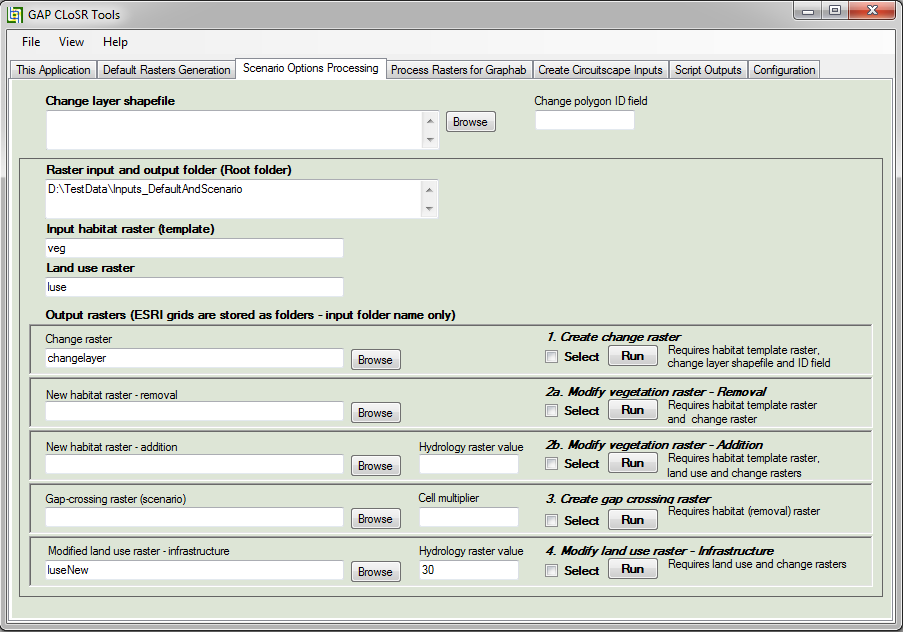 GAP CLoSR Tools
File View Help
This Application Default Rasters Generation Scenario Options Processing Process Rasters for Graphab Create Circuitscape Inputs Script Outputs Configuration
Change layer shapefile
Browse
Change polygon ID field
Raster input and output folder (Root folder)
D:\TestData\Inputs_DefaultAndScenario
Input habitat raster (template)
veg
Land use raster
luse
Output rasters (ESRI grids are stored as folders - input folder name only)
Change raster
changelayer
Browse
1. Create change raster
Select
Run
Requires habitat template raster,
change layer shapefile and ID field
New habitat raster - removal
Browse
2a. Modify vegetation raster - Removal
Select
Run
Requires habitat template raster
and change raster
New habitat raster - addition
Browse
Hydrology raster value
2b. Modify vegetation raster - Addition
Select
Run
Requires habitat template raster,
land use and change rasters
Gap-crossing raster (scenario)
Browse
Cell multiplier
3. Create gap crossing raster
Select
Run
Requires habitat (removal) raster
Modified land use raster - infrastructure
luseNew
Browse
Hydrology raster value
30
4. Modify land use raster - Infrastructure
Select
Run
Requires land use and change rasters